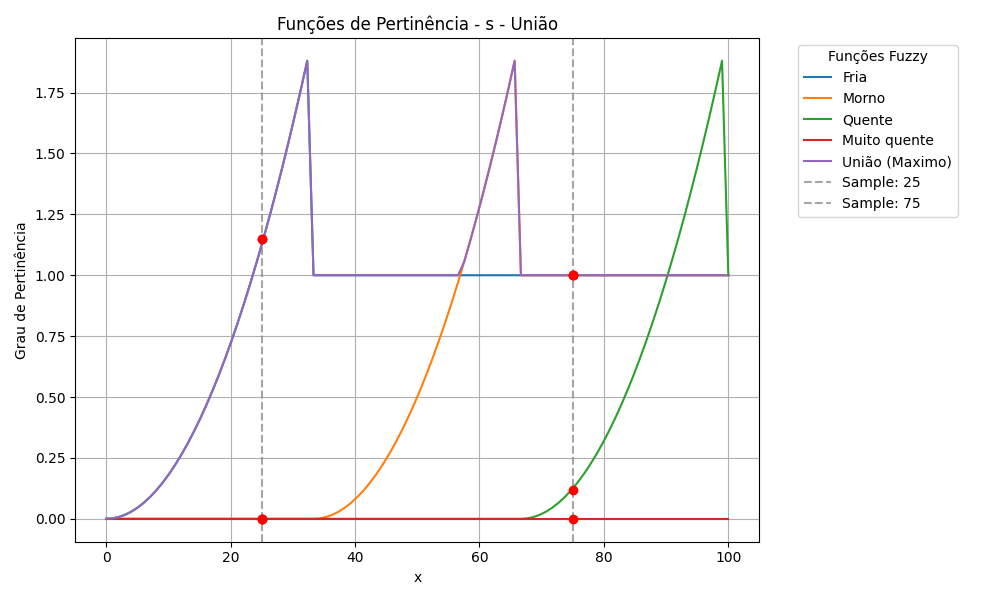 Funções de Pertinência - s - União
Grau de Pertinência
1.75
1.50
1.25
1.00
0.75
0.50
0.25
0.00
0 20 40 60 80 100
x
Funções Fuzzy
Fria
Morno
Quente
Muito quente
União (Maximo)
Sample: 25
Sample: 75